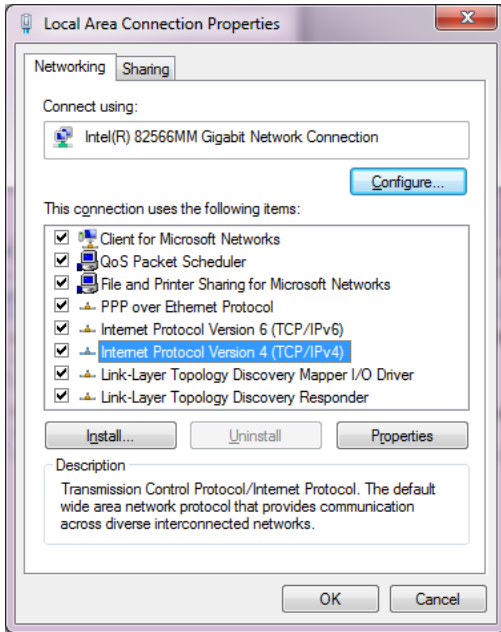 Local Area Connection Properties
Networking
Sharing
Connect using:
Intel(R) 82566MM Gigabit Network Connection
Configure...
This connection uses the following items:
Client for Microsoft Networks
QoS Packet Scheduler
File and Printer Sharing for Microsoft Networks
PPP over Ethernet Protocol
Internet Protocol Version 6 (TCP/IPv6)
Internet Protocol Version 4 (TCP/IPv4)
Link-Layer Topology Discovery Mapper I/O Driver
Link-Layer Topology Discovery Responder
Install...
Uninstall
Properties
Description
Transmission Control Protocol/Internet Protocol. The default
wide area network protocol that provides communication
across diverse interconnected networks.
OK
Cancel